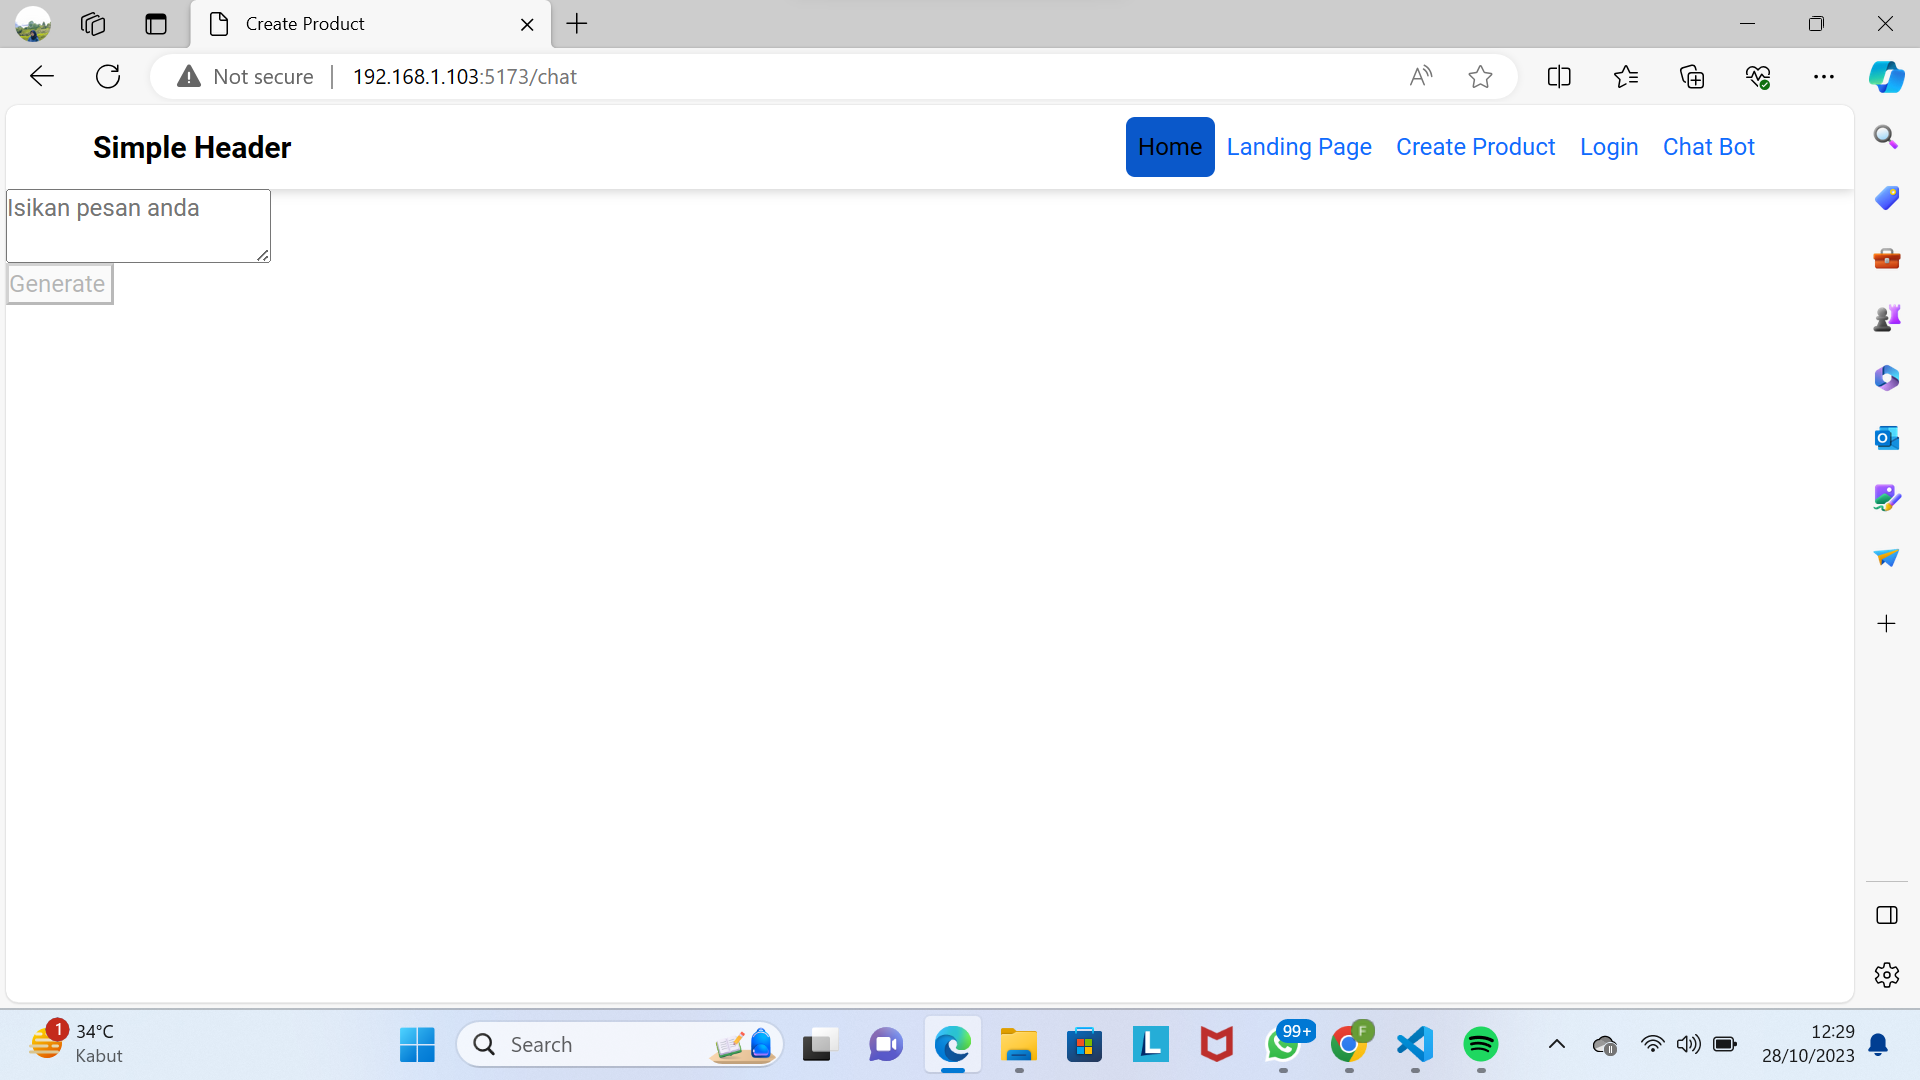 Create Product
Not secure
192.168.1.103:5173/chat
Simple Header
Home
Landing Page
Create Product
Login
Chat Bot
Isikan pesan anda
Generate
1
34°C
Kabut
Search
L
99+
F
12:29
28/10/2023